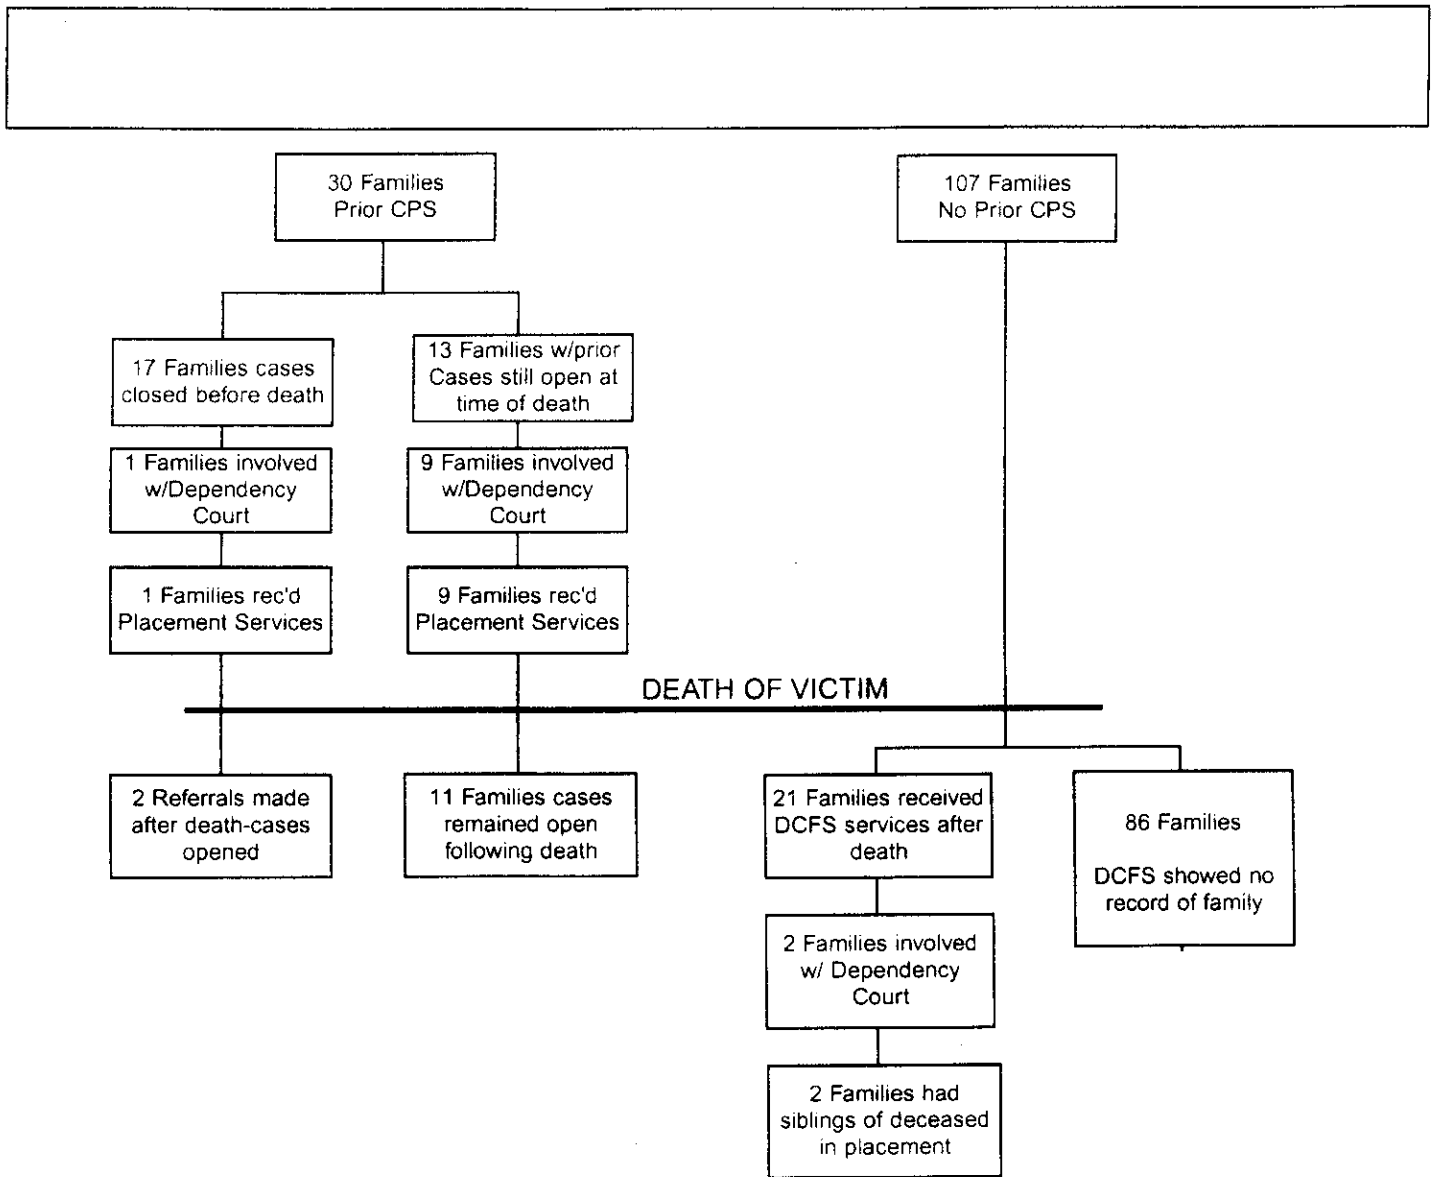 30 Families
Prior CPS
107 Families
No Prior CPS
17 Families cases
closed before death
13 Families w/prior
Cases still open at
time of death
1 Families involved
w/Dependency
Court
9 Families involved
w/Dependency
Court
1 Families rec'd
Placement Services
9 Families rec'd
Placement Services
DEATH OF VICTIM
2 Referrals made
after death-cases
opened
11 Families cases
remained open
following death
21 Families received
DCFS services after
death
86 Families
DCFS showed no
record of family
2 Families involved
w/ Dependency
Court
2 Families had
siblings of deceased
in placement